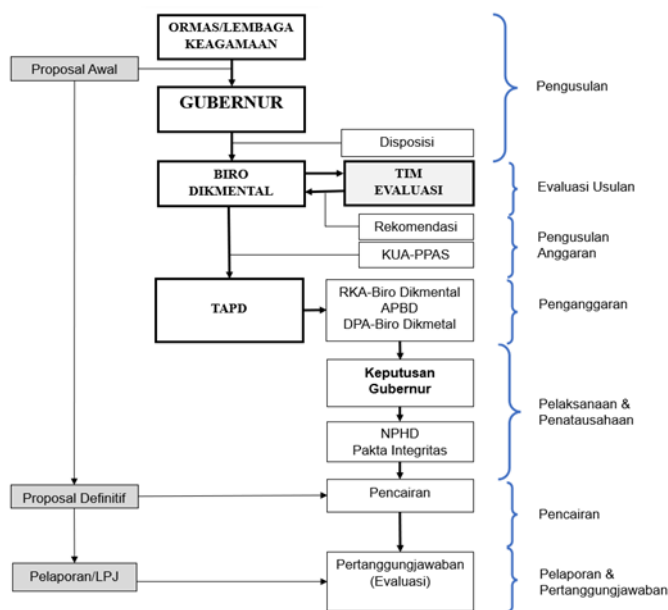 ORMAS/LEMBAGA
KEAGAMAAN
Proposal Awal
GUBERNUR
Pengusulan
Disposisi
BIRO
DIKMENTAL
TIM
EVALUASI
Evaluasi Usulan
Rekomendasi
KUA-PPAS
Pengusulan
Anggaran
TAPD
RKA-Biro Dikmental
APBD
DPA-Biro Dikmetal
Penganggaran
Keputusan
Gubernur
Pelaksanaan &
Penatausahaan
NPHD
Pakta Integritas
Proposal Definitif
Pencairan
Pencairan
Pelaporan/LPJ
Pertanggungjawaban
(Evaluasi)
Pelaporan &
Pertanggungjawaban